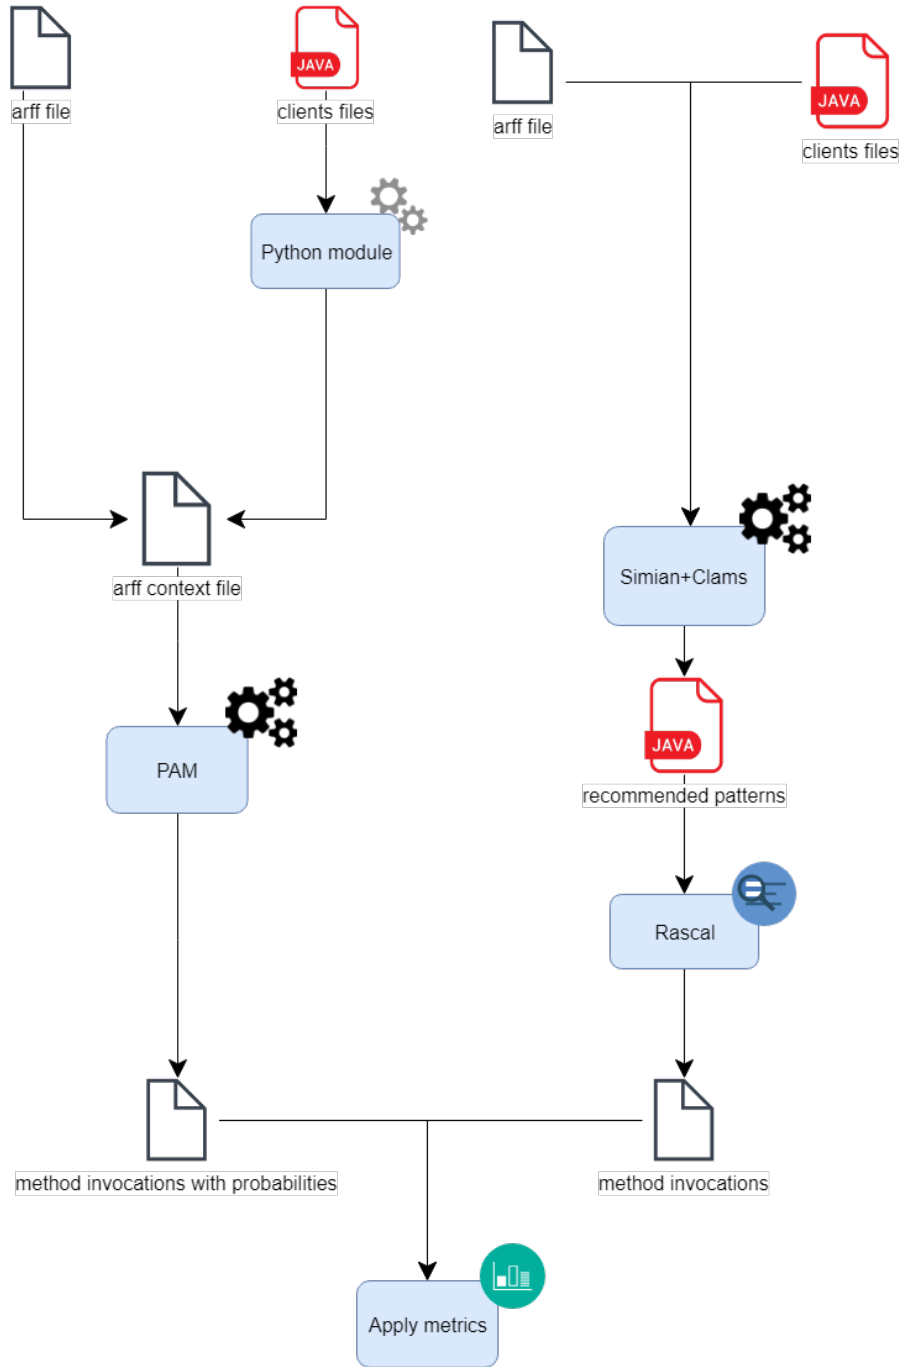 JAVA
arff file
clients files
JAVA
arff file
clients files
Python module
arff context file
Simian+Clams
PAM
JAVA
recommended patterns
Rascal
method invocations with probabilities
method invocations
Apply metrics